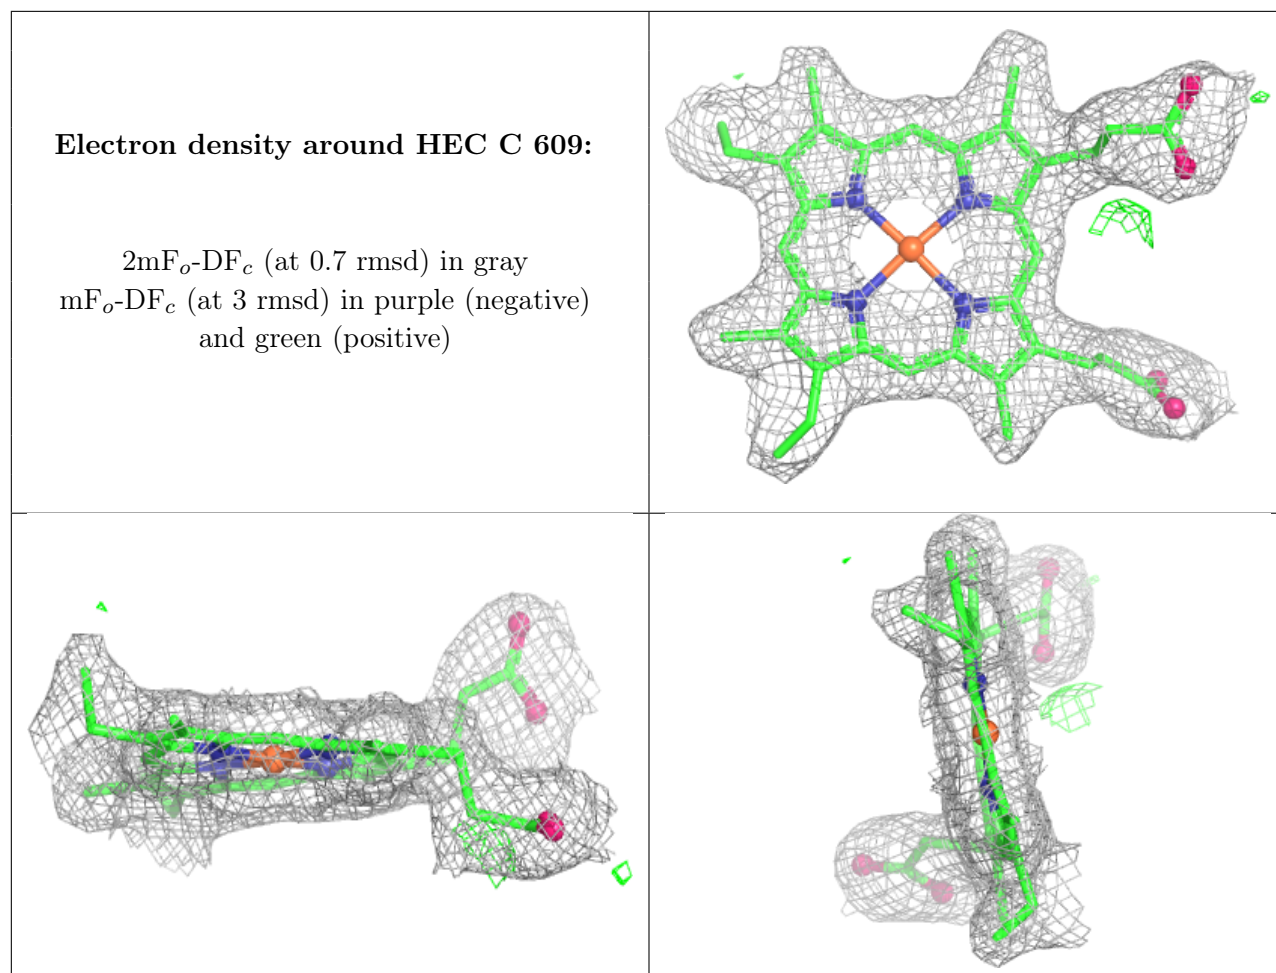 Electron density around HEC C 609:
2mFo-DFc (at 0.7 rmsd) in gray
mFo-DFc (at 3 rmsd) in purple (negative)
and green (positive)